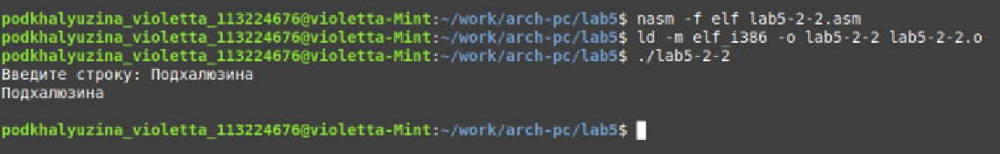 podkhalyuzina_violetta_113224676@violetta-Mint:~/work/arch-pc/lab5$ nasm -f elf lab5-2-2.asm
podkhalyuzina_violetta_113224676@violetta-Mint:~/work/arch-pc/lab5$ ld -m elf_i386 -o lab5-2-2 lab5-2-2.o
podkhalyuzina_violetta_113224676@violetta-Mint:~/work/arch-pc/lab5$ ./lab5-2-2
Введите строку: Подхалюзина
Подхалюзина
podkhalyuzina_violetta_113224676@violetta-Mint:~/work/arch-pc/lab5$